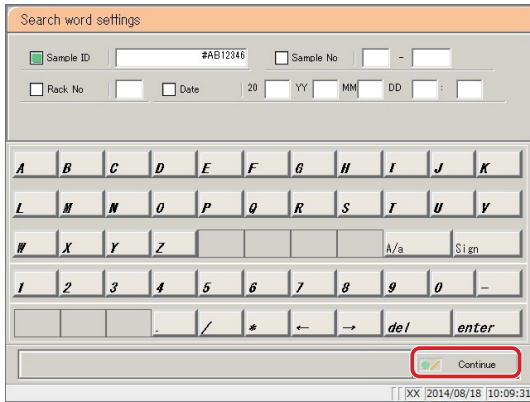 Search word settings
Sample ID #AB12346 Sample No -
Rack No Date 20 YY MM DD :
A B C D E F G H I J K
L M N O P Q R S T U V
W X Y Z A/a Sign
1 2 3 4 5 6 7 8 9 0 -
. / * ← → del enter
Continue
XX 2014/08/18 10:09:31